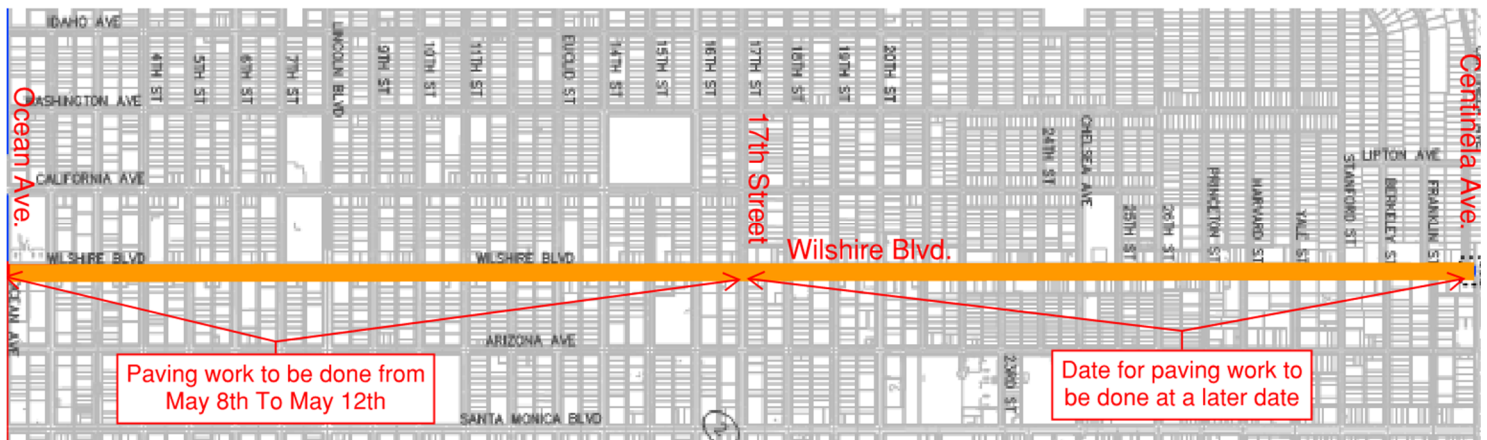 IDAHO AVE
4TH ST
5TH ST
6TH ST
7TH ST
LINCOLN BLVD
9TH ST
10TH ST
11TH ST
EUCLID ST
14TH ST
15TH ST
16TH ST
17TH ST
18TH ST
19TH ST
20TH ST
WASHINGTON AVE
Ocean Ave.
17th Street
24TH ST
CHELSEA AVE
25TH ST
26TH ST
PRINCETON ST
HARVARD ST
YALE ST
STANFORD ST
LIPTON AVE
BERKELEY ST
FRANKLIN ST
Centinela Ave.
CALIFORNIA AVE
WILSHIRE BLVD
WILSHIRE BLVD
Wilshire Blvd.
OCEAN AVE
ARIZONA AVE
Paving work to be done from
May 8th To May 12th
23RD ST
Date for paving work to
be done at a later date
SANTA MONICA BLVD